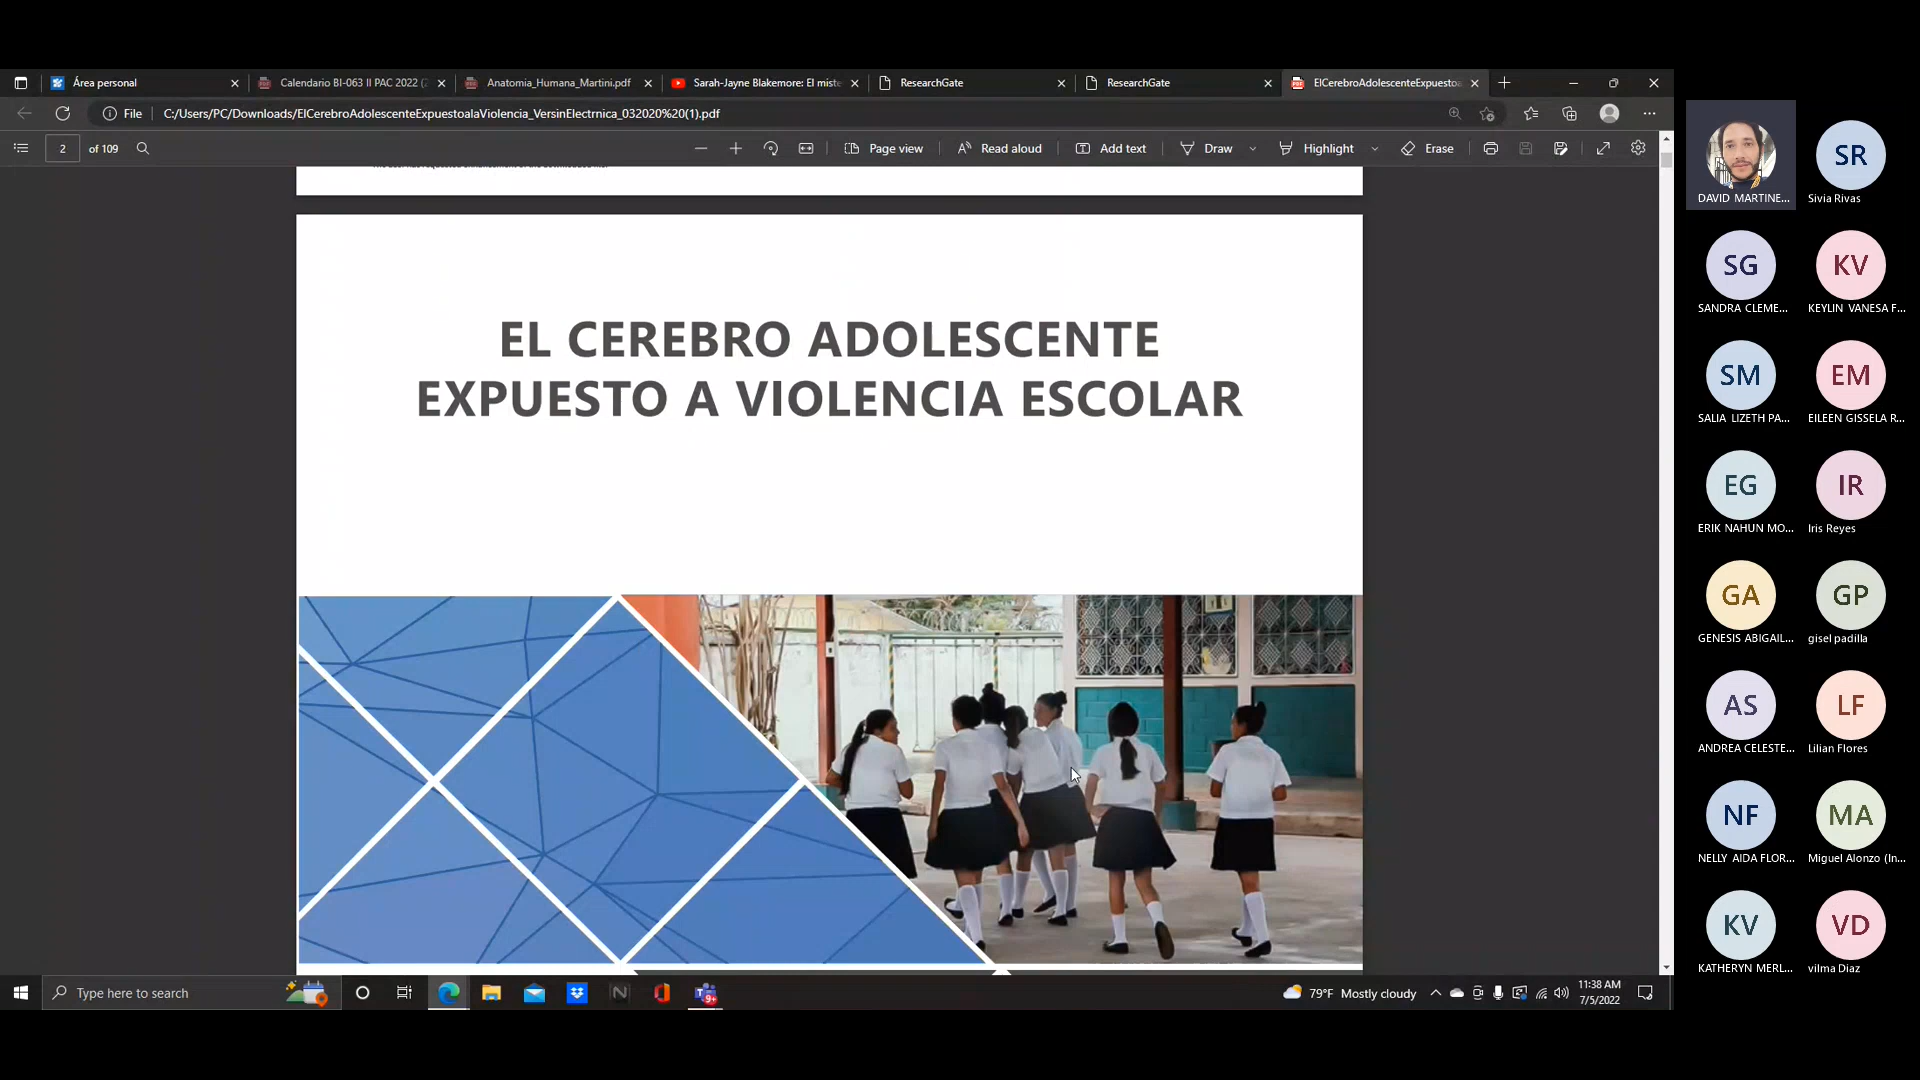 Área personal
Calendario BI-063 II PAC 2022 (2
Anatomia_Humana_Martini.pdf
Sarah-Jayne Blakemore: El miste
ResearchGate
ResearchGate
ElCerebroAdolescenteExpuestoa
File
C:/Users/PC/Downloads/ElCerebroAdolescenteExpuestoalaViolencia_VersinElectrnica_032020%20(1).pdf
2 of 109
Page view
Read aloud
Add text
Draw
Highlight
Erase
EL CEREBRO ADOLESCENTE
EXPUESTO A VIOLENCIA ESCOLAR
DAVID MARTINE...
SR
Sivia Rivas
SG
SANDRA CLEME...
KV
KEYLIN VANESA F...
SM
SALIA LIZETH PA...
EM
EILEEN GISSELA R...
EG
ERIK NAHUN MO...
IR
Iris Reyes
GA
GENESIS ABIGAIL...
GP
gisel padilla
AS
ANDREA CELESTE...
LF
Lilian Flores
NF
NELLY AIDA FLOR...
MA
Miguel Alonzo (In...
KV
KATHERYN MERL...
VD
vilma Diaz
Type here to search
9+
79°F Mostly cloudy
11:38 AM
7/5/2022